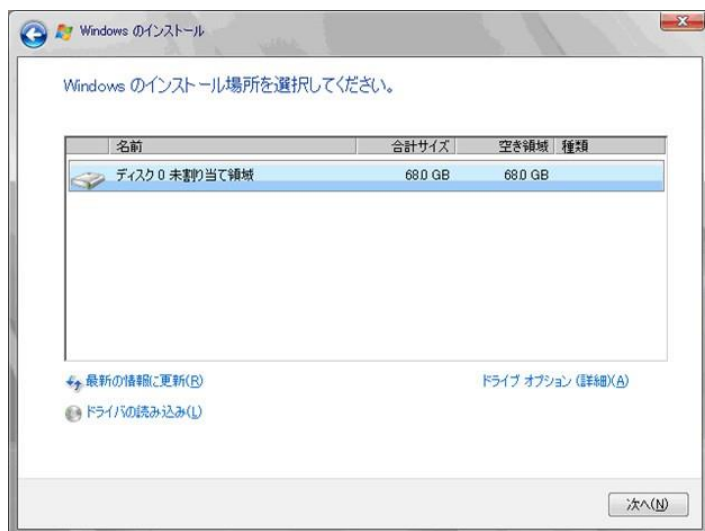 Windows のインストール
Windows のインストール場所を選択してください。
名前 合計サイズ 空き領域 種類
ディスク 0 未割り当て領域 68.0 GB 68.0 GB
最新の情報に更新(R) ドライブ オプション (詳細)(A)
ドライバの読み込み(L)
次へ(N)